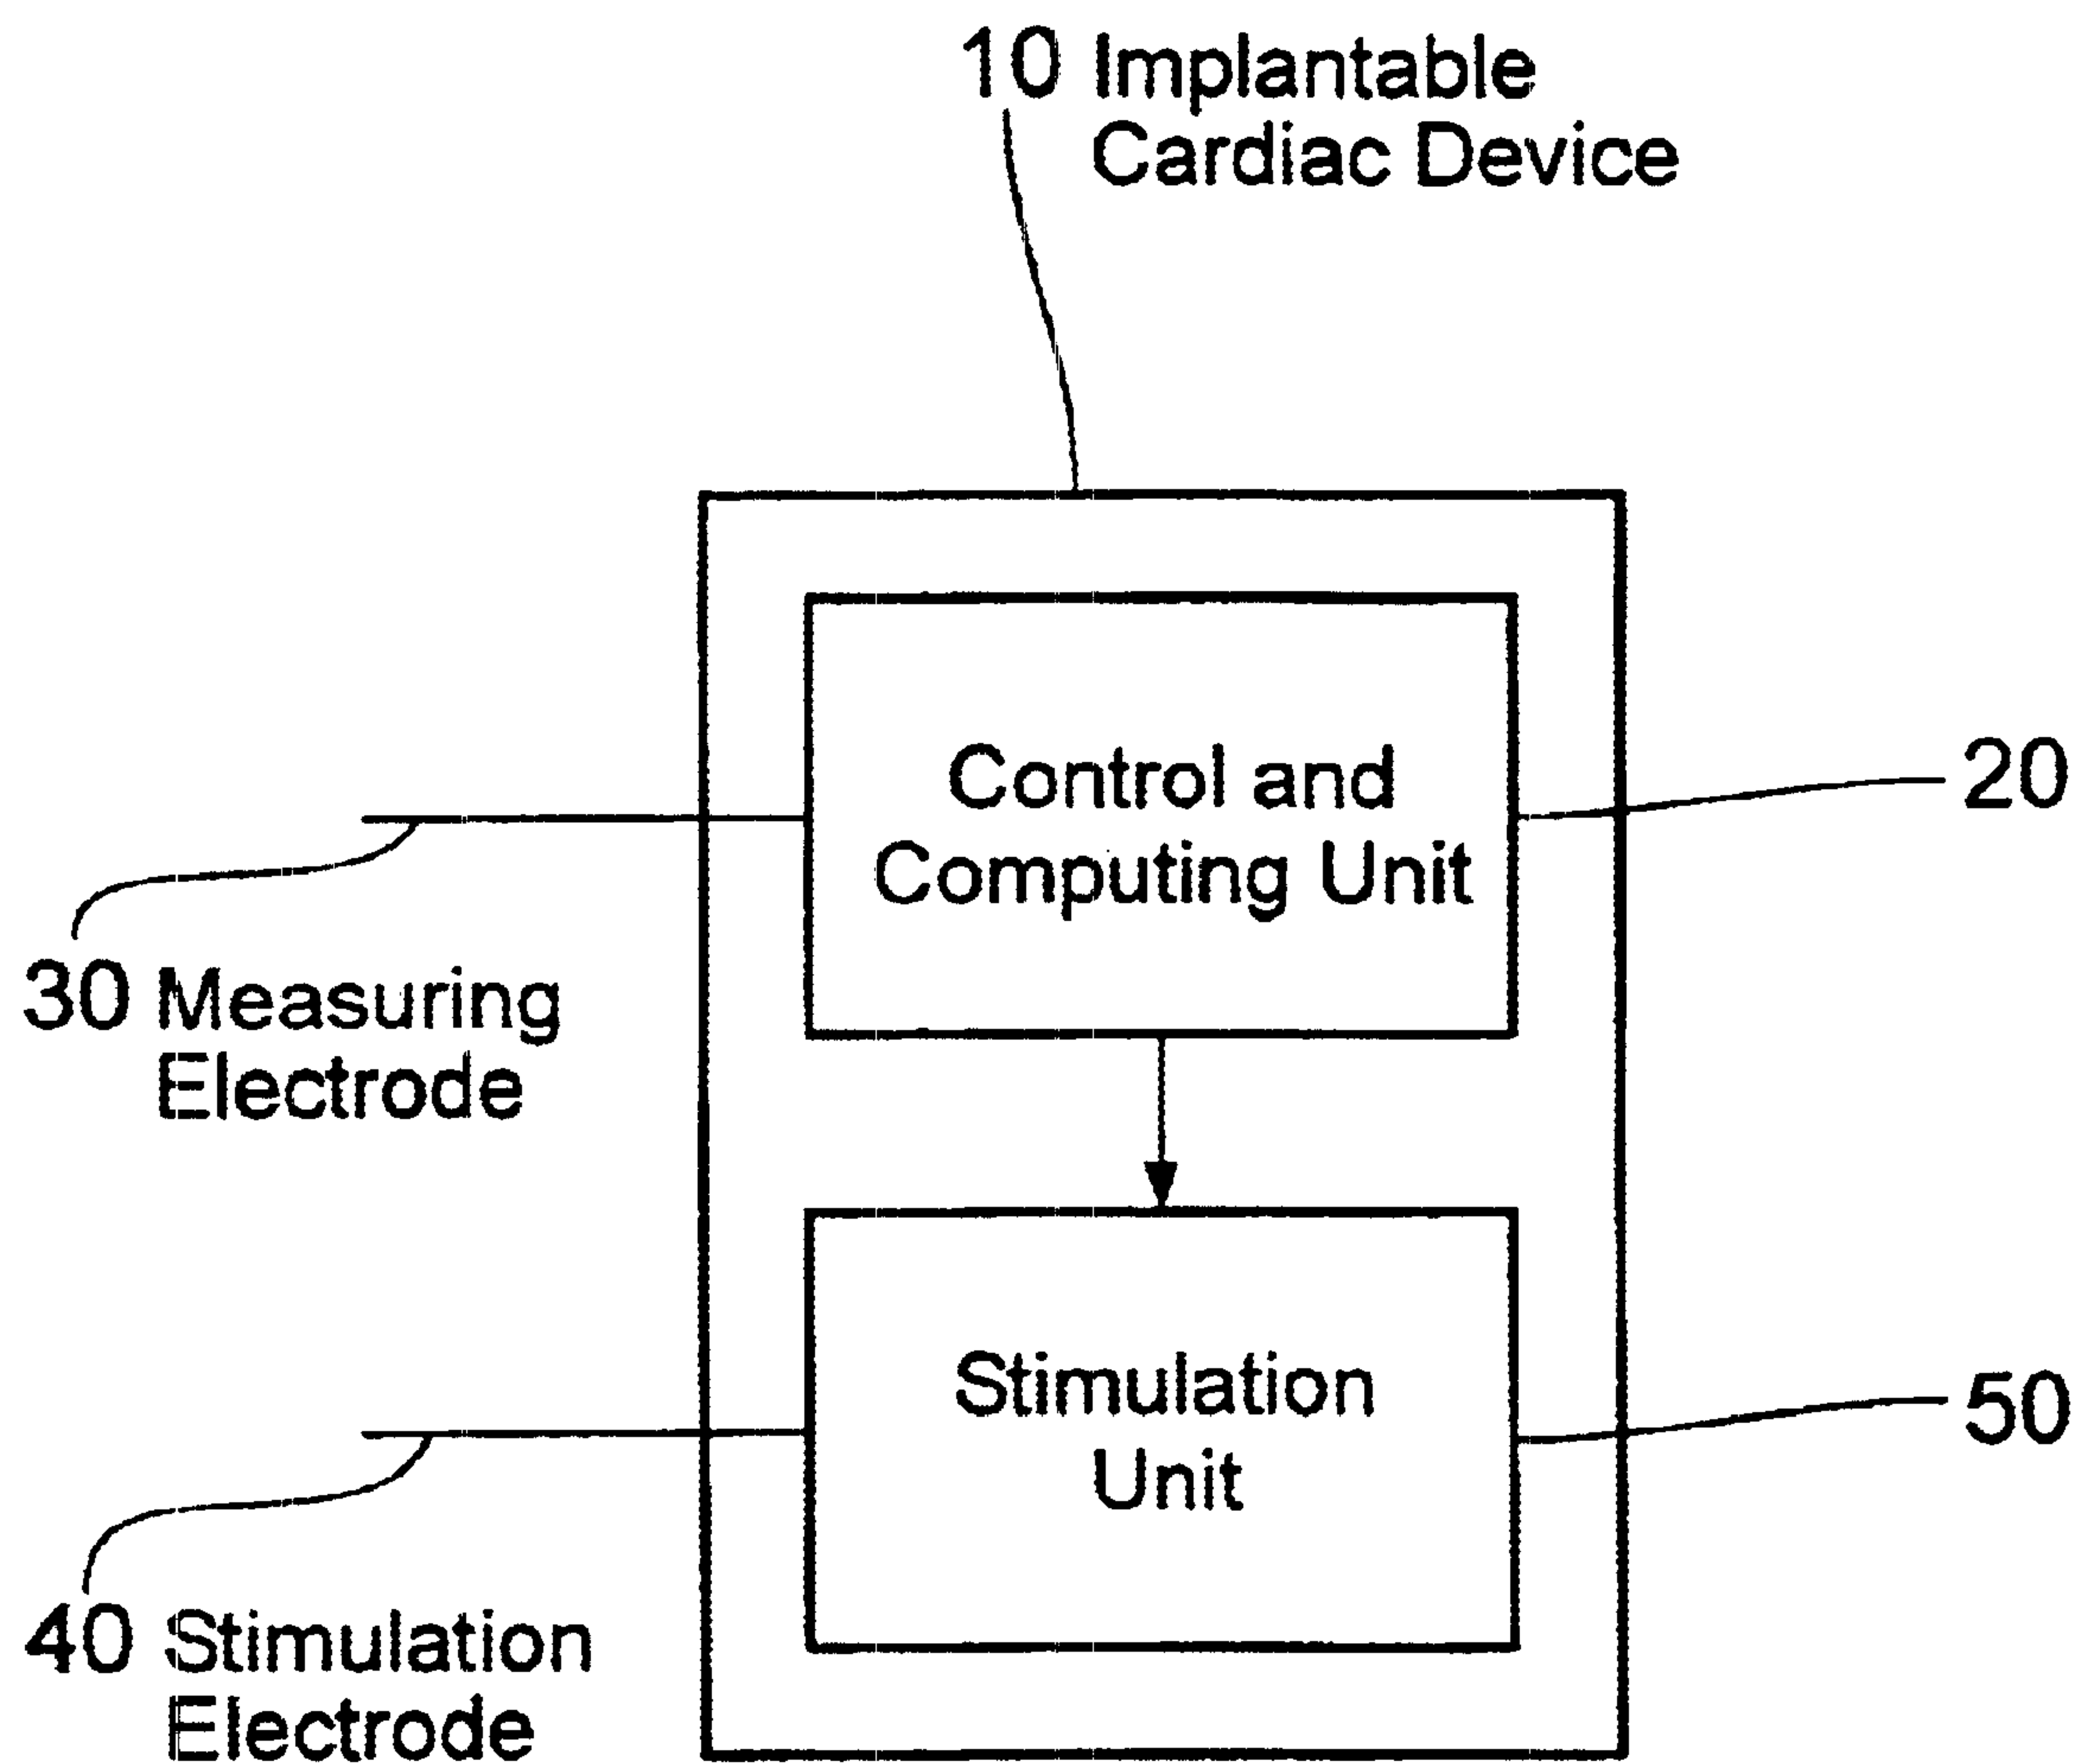 10 Implantable
Cardiac Device
Control and
Computing Unit
20
30 Measuring
Electrode
Stimulation
Unit
50
40 Stimulation
Electrode